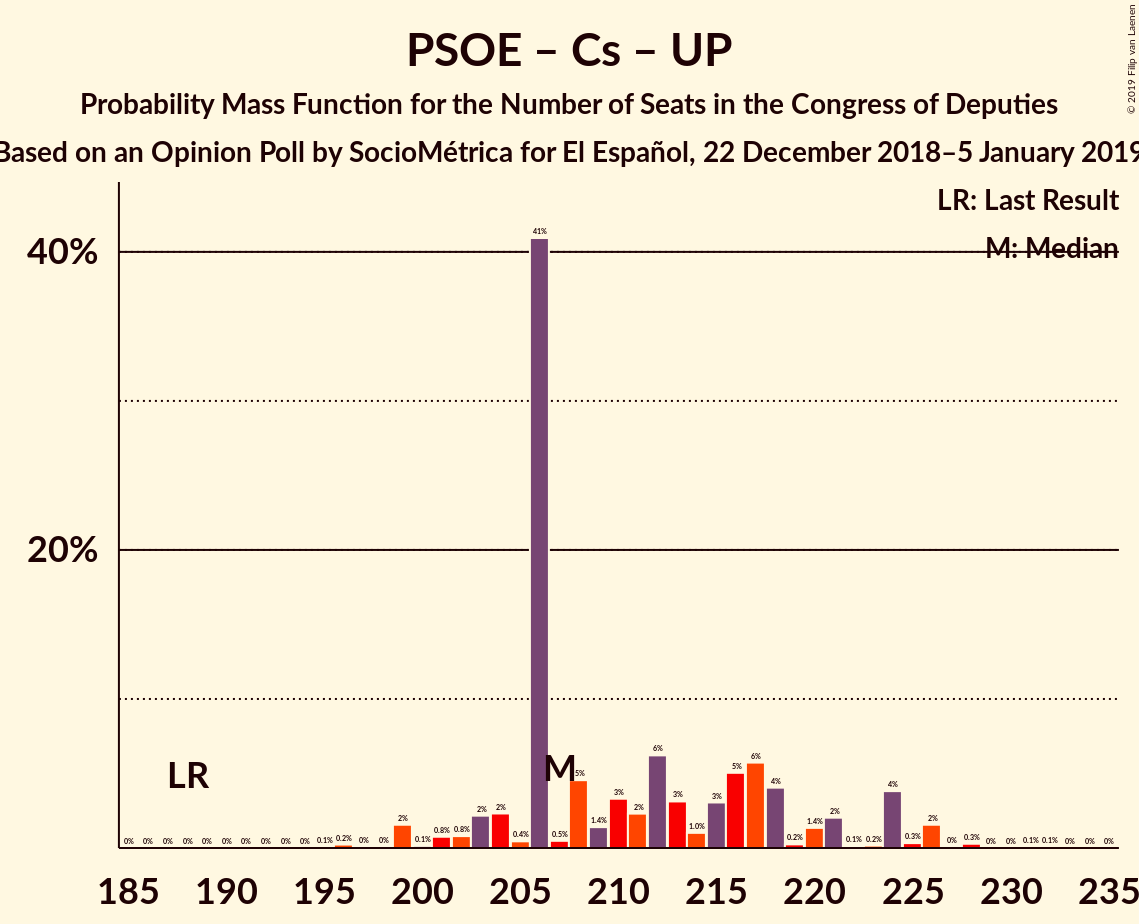 © 2019 Filip van Laenen
PSOE – Cs – UP
Probability Mass Function for the Number of Seats in the Congress of Deputies
Based on an Opinion Poll by SocioMétrica for El Español, 22 December 2018–5 January 2019
LR: Last Result
M: Median
40%
20%
LR
M
0% 0% 0% 0% 0% 0% 0% 0% 0% 0% 0.1% 0.2% 0% 0% 2% 0.1% 0.8% 0.8% 2% 2% 0.4% 41% 0.5% 5% 1.4% 3% 2% 6% 3% 1.0% 3% 5% 6% 4% 0.2% 1.4% 2% 0.1% 0.2% 4% 0.3% 2% 0% 0.3% 0% 0% 0.1% 0.1% 0% 0% 0%
185 190 195 200 205 210 215 220 225 230 235